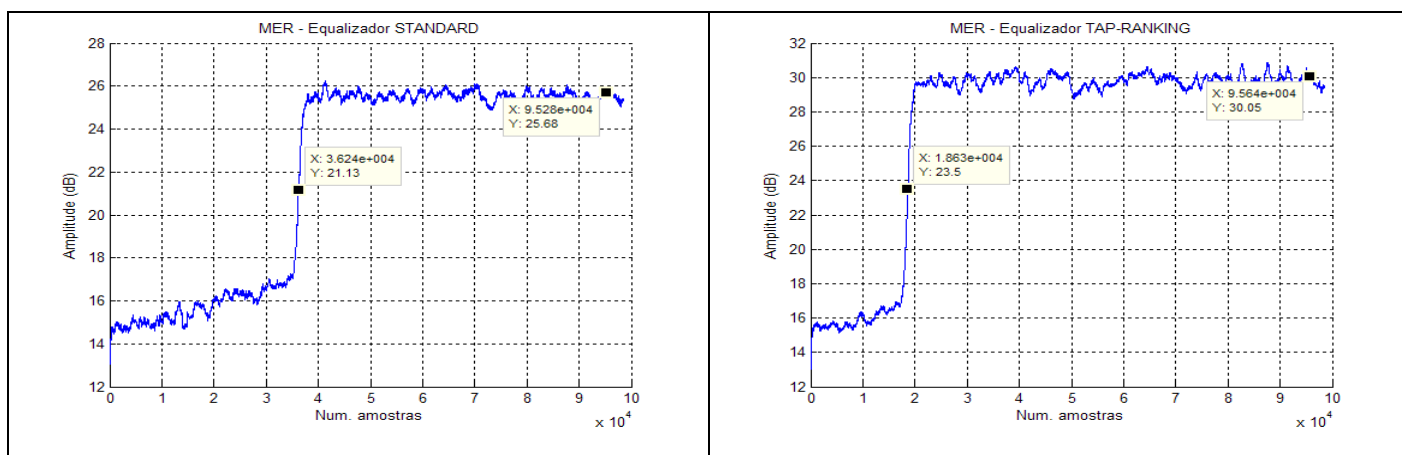 MER - Equalizador STANDARD
28
26
24
22
20
18
16
14
12
Amplitude (dB)
X: 9.528e+004
Y: 25.68
X: 3.624e+004
Y: 21.13
0 1 2 3 4 5 6 7 8 9 10
Num. amostras
x 10^4
MER - Equalizador TAP-RANKING
32
30
28
26
24
22
20
18
16
14
12
Amplitude (dB)
X: 9.564e+004
Y: 30.05
X: 1.863e+004
Y: 23.5
0 1 2 3 4 5 6 7 8 9 10
Num. amostras
x 10^4